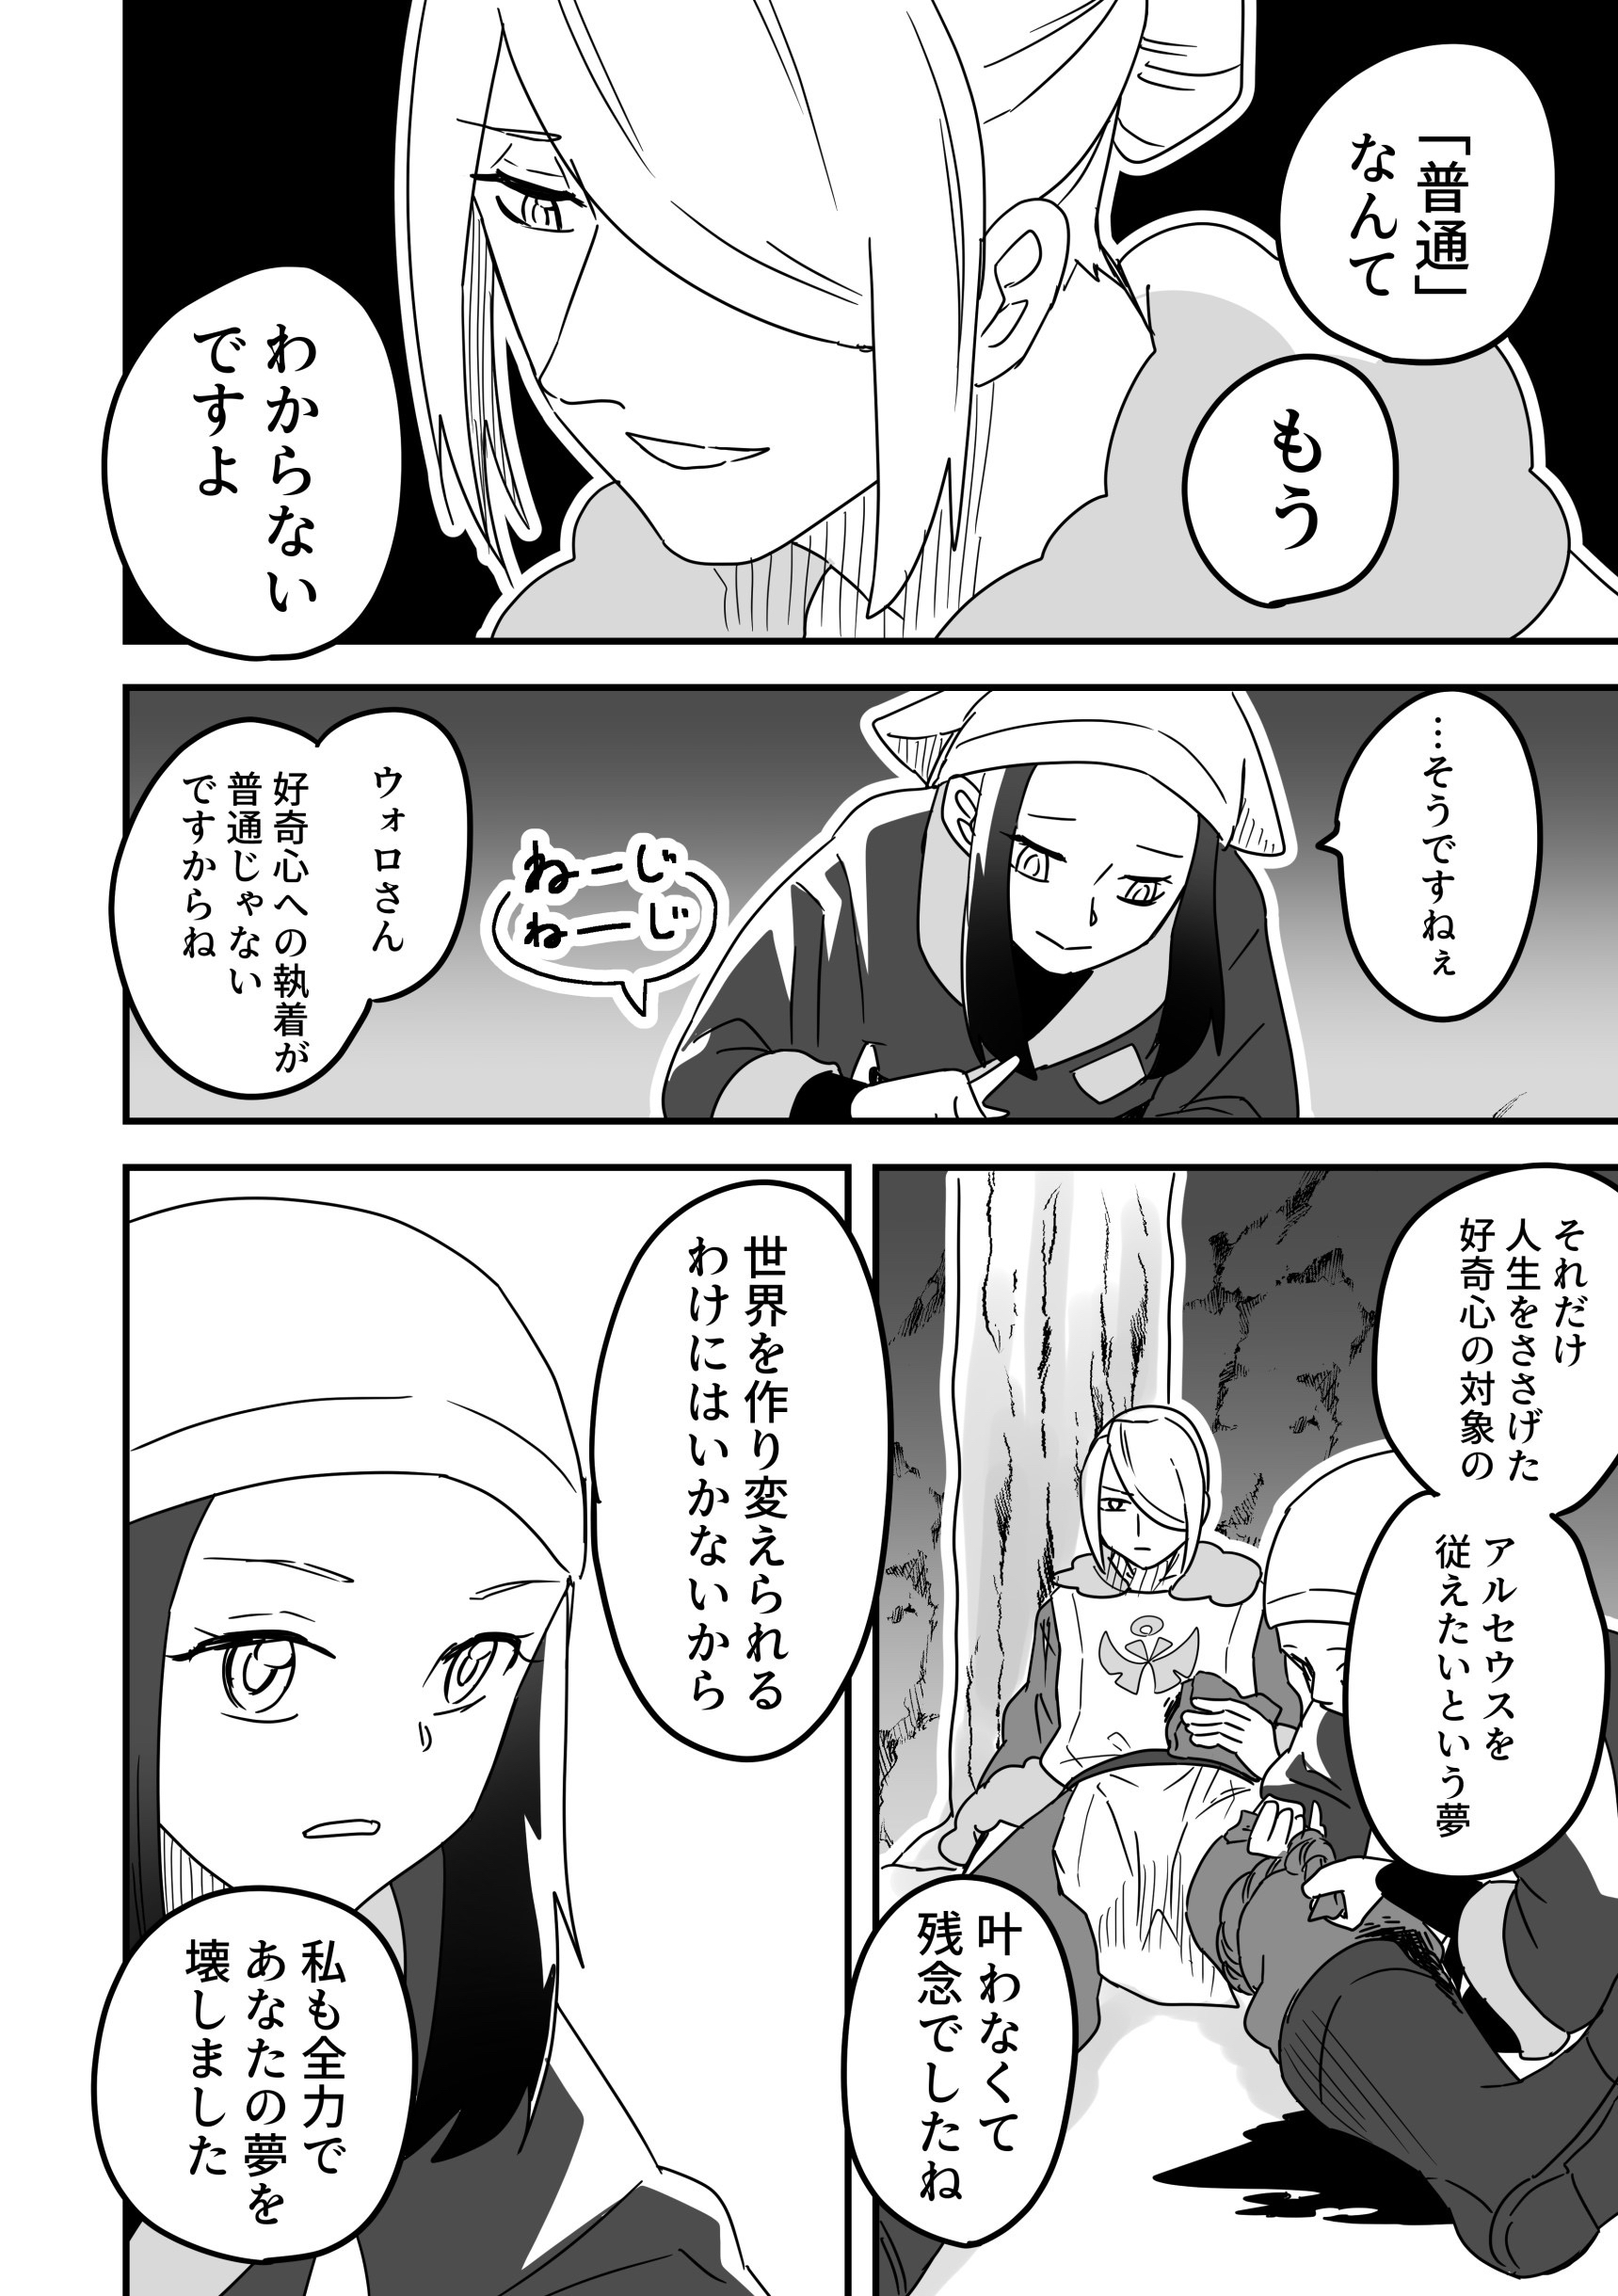 「普通」
なんて
もう
わからない
ですよ
…そうですねぇ
ねーじ
ねーじ
ウォロさん
好奇心への執着が
普通じゃない
ですからね
それだけ
人生をささげた
好奇心の対象の
アルセウスを
従えたいという夢
叶わなくて
残念でしたね
世界を作り変えられる
わけにはいかないから
私も全力で
あなたの夢を
壊しました